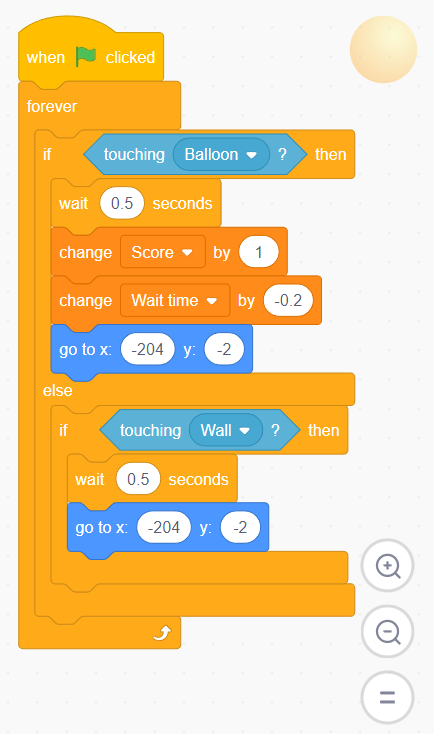 when clicked
forever
if touching Balloon ? then
wait 0.5 seconds
change Score by 1
change Wait time by -0.2
go to x: -204 y: -2
else
if touching Wall ? then
wait 0.5 seconds
go to x: -204 y: -2